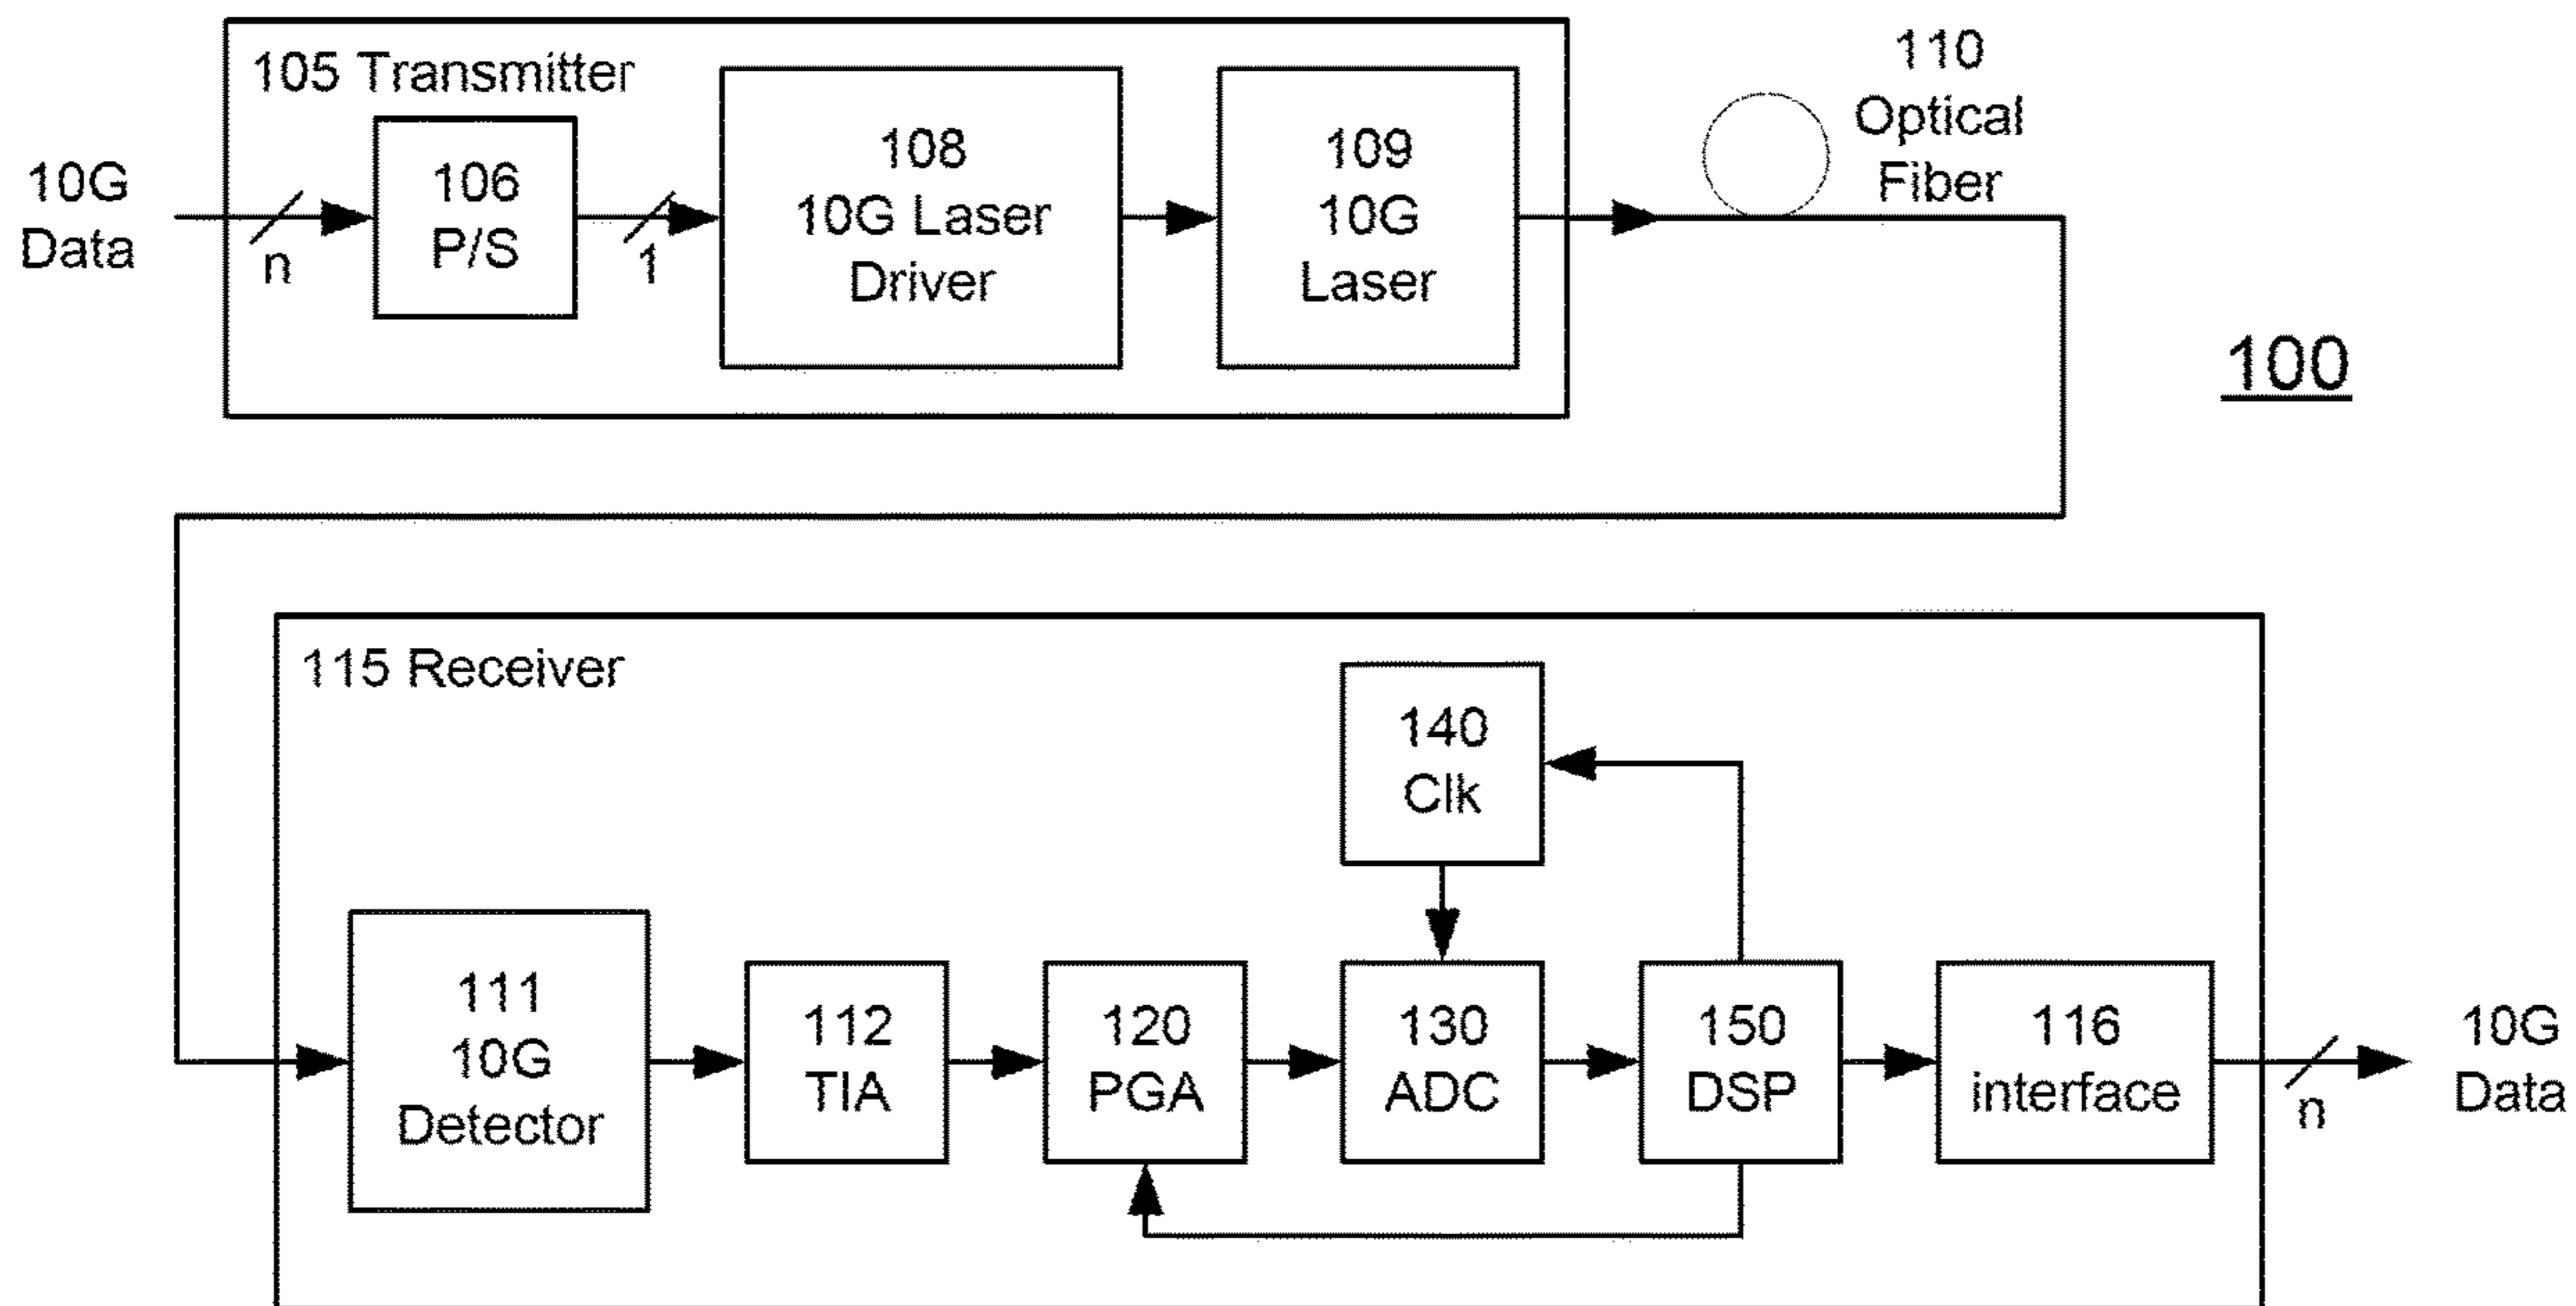 105 Transmitter
10G
Data
n
106
P/S
1
108
10G Laser
Driver
109
10G
Laser
110
Optical
Fiber
100
115 Receiver
140
Clk
111
10G
Detector
112
TIA
120
PGA
130
ADC
150
DSP
116
interface
n
10G
Data